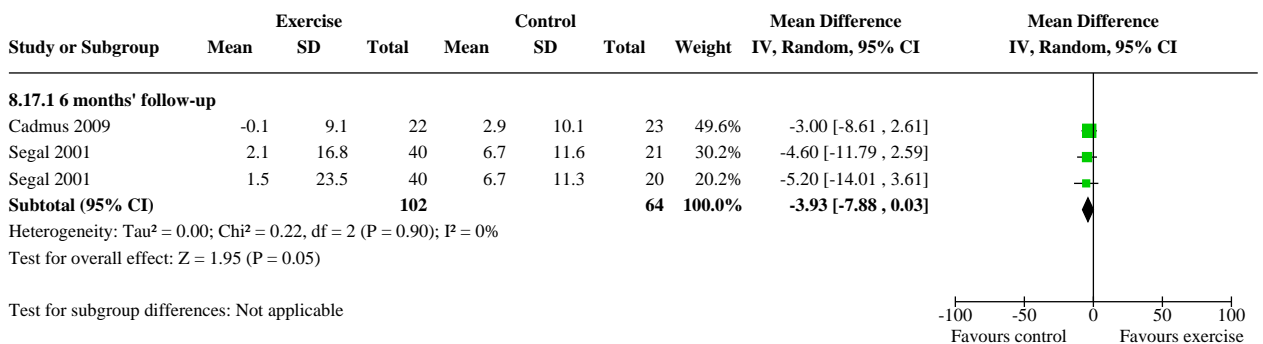 Exercise Control Mean Difference Mean Difference
Study or Subgroup Mean SD Total Mean SD Total Weight IV, Random, 95% CI IV, Random, 95% CI
8.17.1 6 months' follow-up
Cadmus 2009 -0.1 9.1 22 2.9 10.1 23 49.6% -3.00 [-8.61 , 2.61]
Segal 2001 2.1 16.8 40 6.7 11.6 21 30.2% -4.60 [-11.79 , 2.59]
Segal 2001 1.5 23.5 40 6.7 11.3 20 20.2% -5.20 [-14.01 , 3.61]
Subtotal (95% CI) 102 64 100.0% -3.93 [-7.88 , 0.03]
Heterogeneity: Tau² = 0.00; Chi² = 0.22, df = 2 (P = 0.90); I² = 0%
Test for overall effect: Z = 1.95 (P = 0.05)
Test for subgroup differences: Not applicable
-100 -50 0 50 100
Favours control Favours exercise